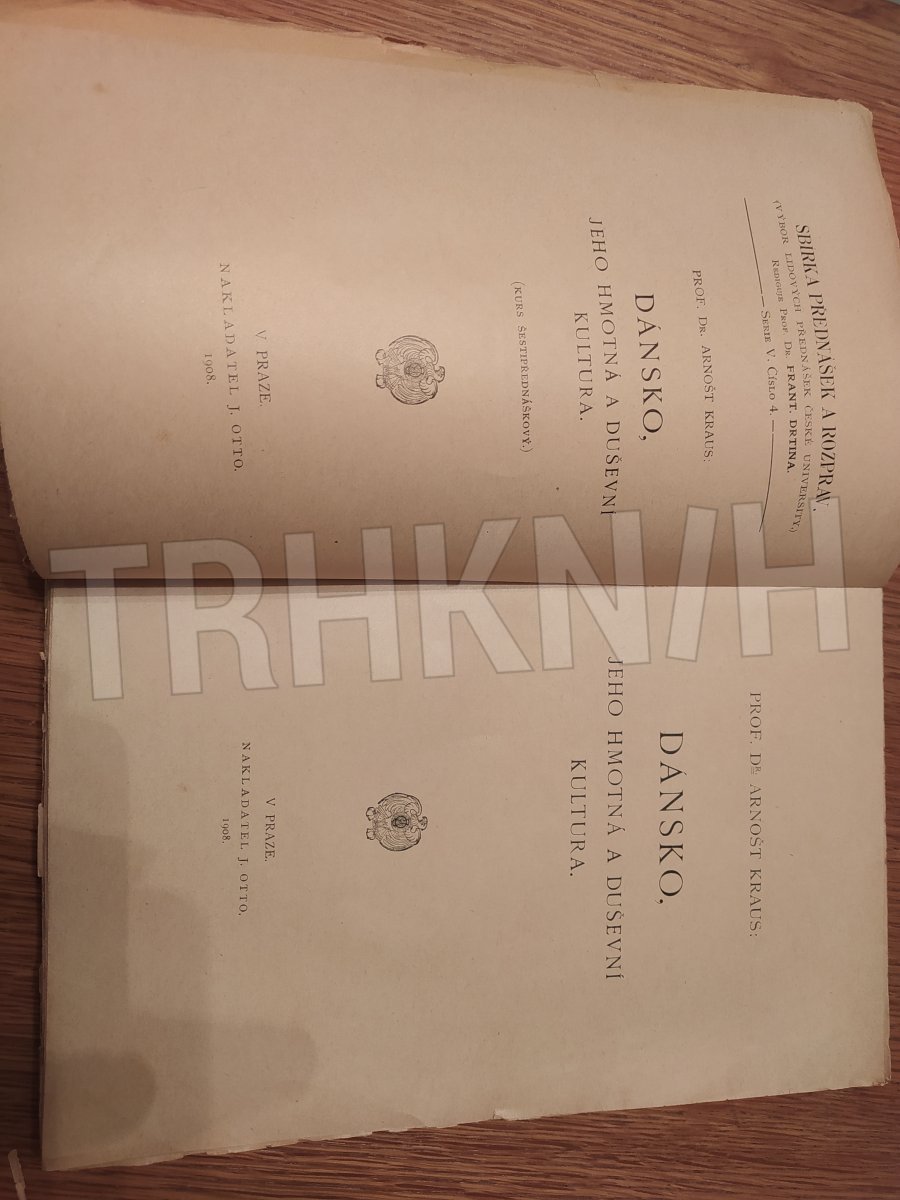 SBÍRKA PŘEDNÁŠEK A ROZPRAV.
(VÝBOR LIDOVÝCH PŘEDNÁŠEK ČESKÉ UNIVERSITY.)
REDIGUJE PROF. DR. FRANT. DRTINA.
SERIE V. ČÍSLO 4.
PROF. DR. ARNOŠT KRAUS:
DÁNSKO,
JEHO HMOTNÁ A DUŠEVNÍ
KULTURA.
(KURS ŠESTIPŘEDNÁŠKOVÝ.)
V PRAZE.
NAKLADATEL J. OTTO.
1908.
PROF. DR. ARNOŠT KRAUS:
DÁNSKO,
JEHO HMOTNÁ A DUŠEVNÍ
KULTURA.
V PRAZE.
NAKLADATEL J. OTTO.
1908.
TRHKN/H